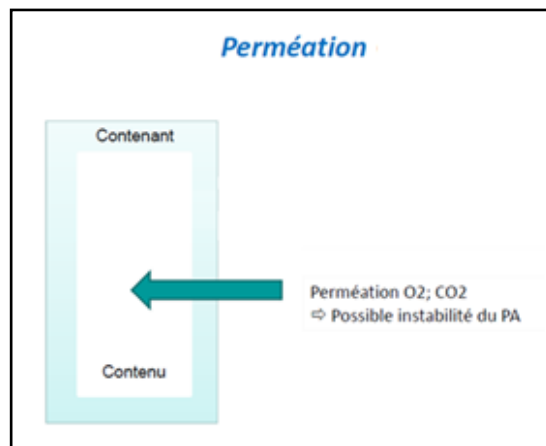 Perméation
Contenant
Perméation O2; CO2
⇨ Possible instabilité du PA
Contenu